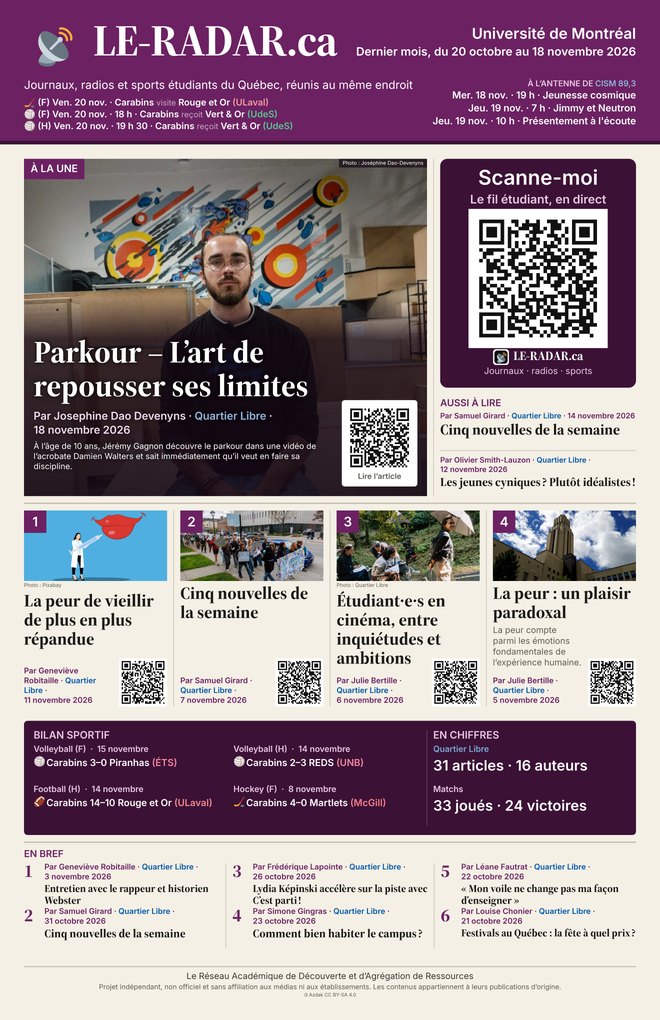 LE-RADAR.ca
Université de Montréal
Dernier mois, du 20 octobre au 18 novembre 2026
Journaux, radios et sports étudiants du Québec, réunis au même endroit
(F) Ven. 20 nov. · Carabins visite Rouge et Or (ULaval)
(F) Ven. 20 nov. · 18 h · Carabins reçoit Vert & Or (UdeS)
(H) Ven. 20 nov. · 19 h 30 · Carabins reçoit Vert & Or (UdeS)
À L'ANTENNE DE CISM 89,3
Mer. 18 nov. · 19 h · Jeunesse cosmique
Jeu. 19 nov. · 7 h · Jimmy et Neutron
Jeu. 19 nov. · 10 h · Présentement à l'écoute
À LA UNE
Photo : Joséphine Dao-Devenyns
Parkour – L'art de
repousser ses limites
Par Josephine Dao Devenyns · Quartier Libre ·
18 novembre 2026
À l'âge de 10 ans, Jérémy Gagnon découvre le parkour dans une vidéo de
l'acrobate Damien Walters et sait immédiatement qu'il veut en faire sa
discipline.
Lire l'article
Scanne-moi
Le fil étudiant, en direct
LE-RADAR.ca
Journaux · radios · sports
AUSSI À LIRE
Par Samuel Girard · Quartier Libre · 14 novembre 2026
Cinq nouvelles de la semaine
Par Olivier Smith-Lauzon · Quartier Libre ·
12 novembre 2026
Les jeunes cyniques ? Plutôt idéalistes !
1
Photo : Pixabay
La peur de vieillir
de plus en plus
répandue
Par Geneviève
Robitaille · Quartier
Libre ·
11 novembre 2026
2
Cinq nouvelles de
la semaine
Par Samuel Girard ·
Quartier Libre ·
7 novembre 2026
3
Photo : Quartier Libre
Étudiant·e·s en
cinéma, entre
inquiétudes et
ambitions
Par Julie Bertille ·
Quartier Libre ·
6 novembre 2026
4
La peur : un plaisir
paradoxal
La peur compte
parmi les émotions
fondamentales de
l'expérience humaine.
Par Julie Bertille ·
Quartier Libre ·
5 novembre 2026
BILAN SPORTIF
Volleyball (F) · 15 novembre
Carabins 3–0 Piranhas (ÉTS)
Volleyball (H) · 14 novembre
Carabins 2–3 REDS (UNB)
Football (H) · 14 novembre
Carabins 14–10 Rouge et Or (ULaval)
Hockey (F) · 8 novembre
Carabins 4–0 Martlets (McGill)
EN CHIFFRES
Quartier Libre
31 articles · 16 auteurs
Matchs
33 joués · 24 victoires
EN BREF
1
Par Geneviève Robitaille · Quartier Libre ·
3 novembre 2026
Entretien avec le rappeur et historien
Webster
2
Par Samuel Girard · Quartier Libre ·
31 octobre 2026
Cinq nouvelles de la semaine
3
Par Frédérique Lapointe · Quartier Libre ·
26 octobre 2026
Lydia Képinski accélère sur la piste avec
C'est parti !
4
Par Simone Gingras · Quartier Libre ·
23 octobre 2026
Comment bien habiter le campus ?
5
Par Léane Fautrat · Quartier Libre ·
22 octobre 2026
« Mon voile ne change pas ma façon
d'enseigner »
6
Par Louise Chonier · Quartier Libre ·
21 octobre 2026
Festivals au Québec : la fête à quel prix ?
Le Réseau Académique de Découverte et d'Agrégation de Ressources
Projet indépendant, non officiel et sans affiliation aux médias ni aux établissements. Les contenus appartiennent à leurs publications d'origine.
Azdak CC BY-SA 4.0